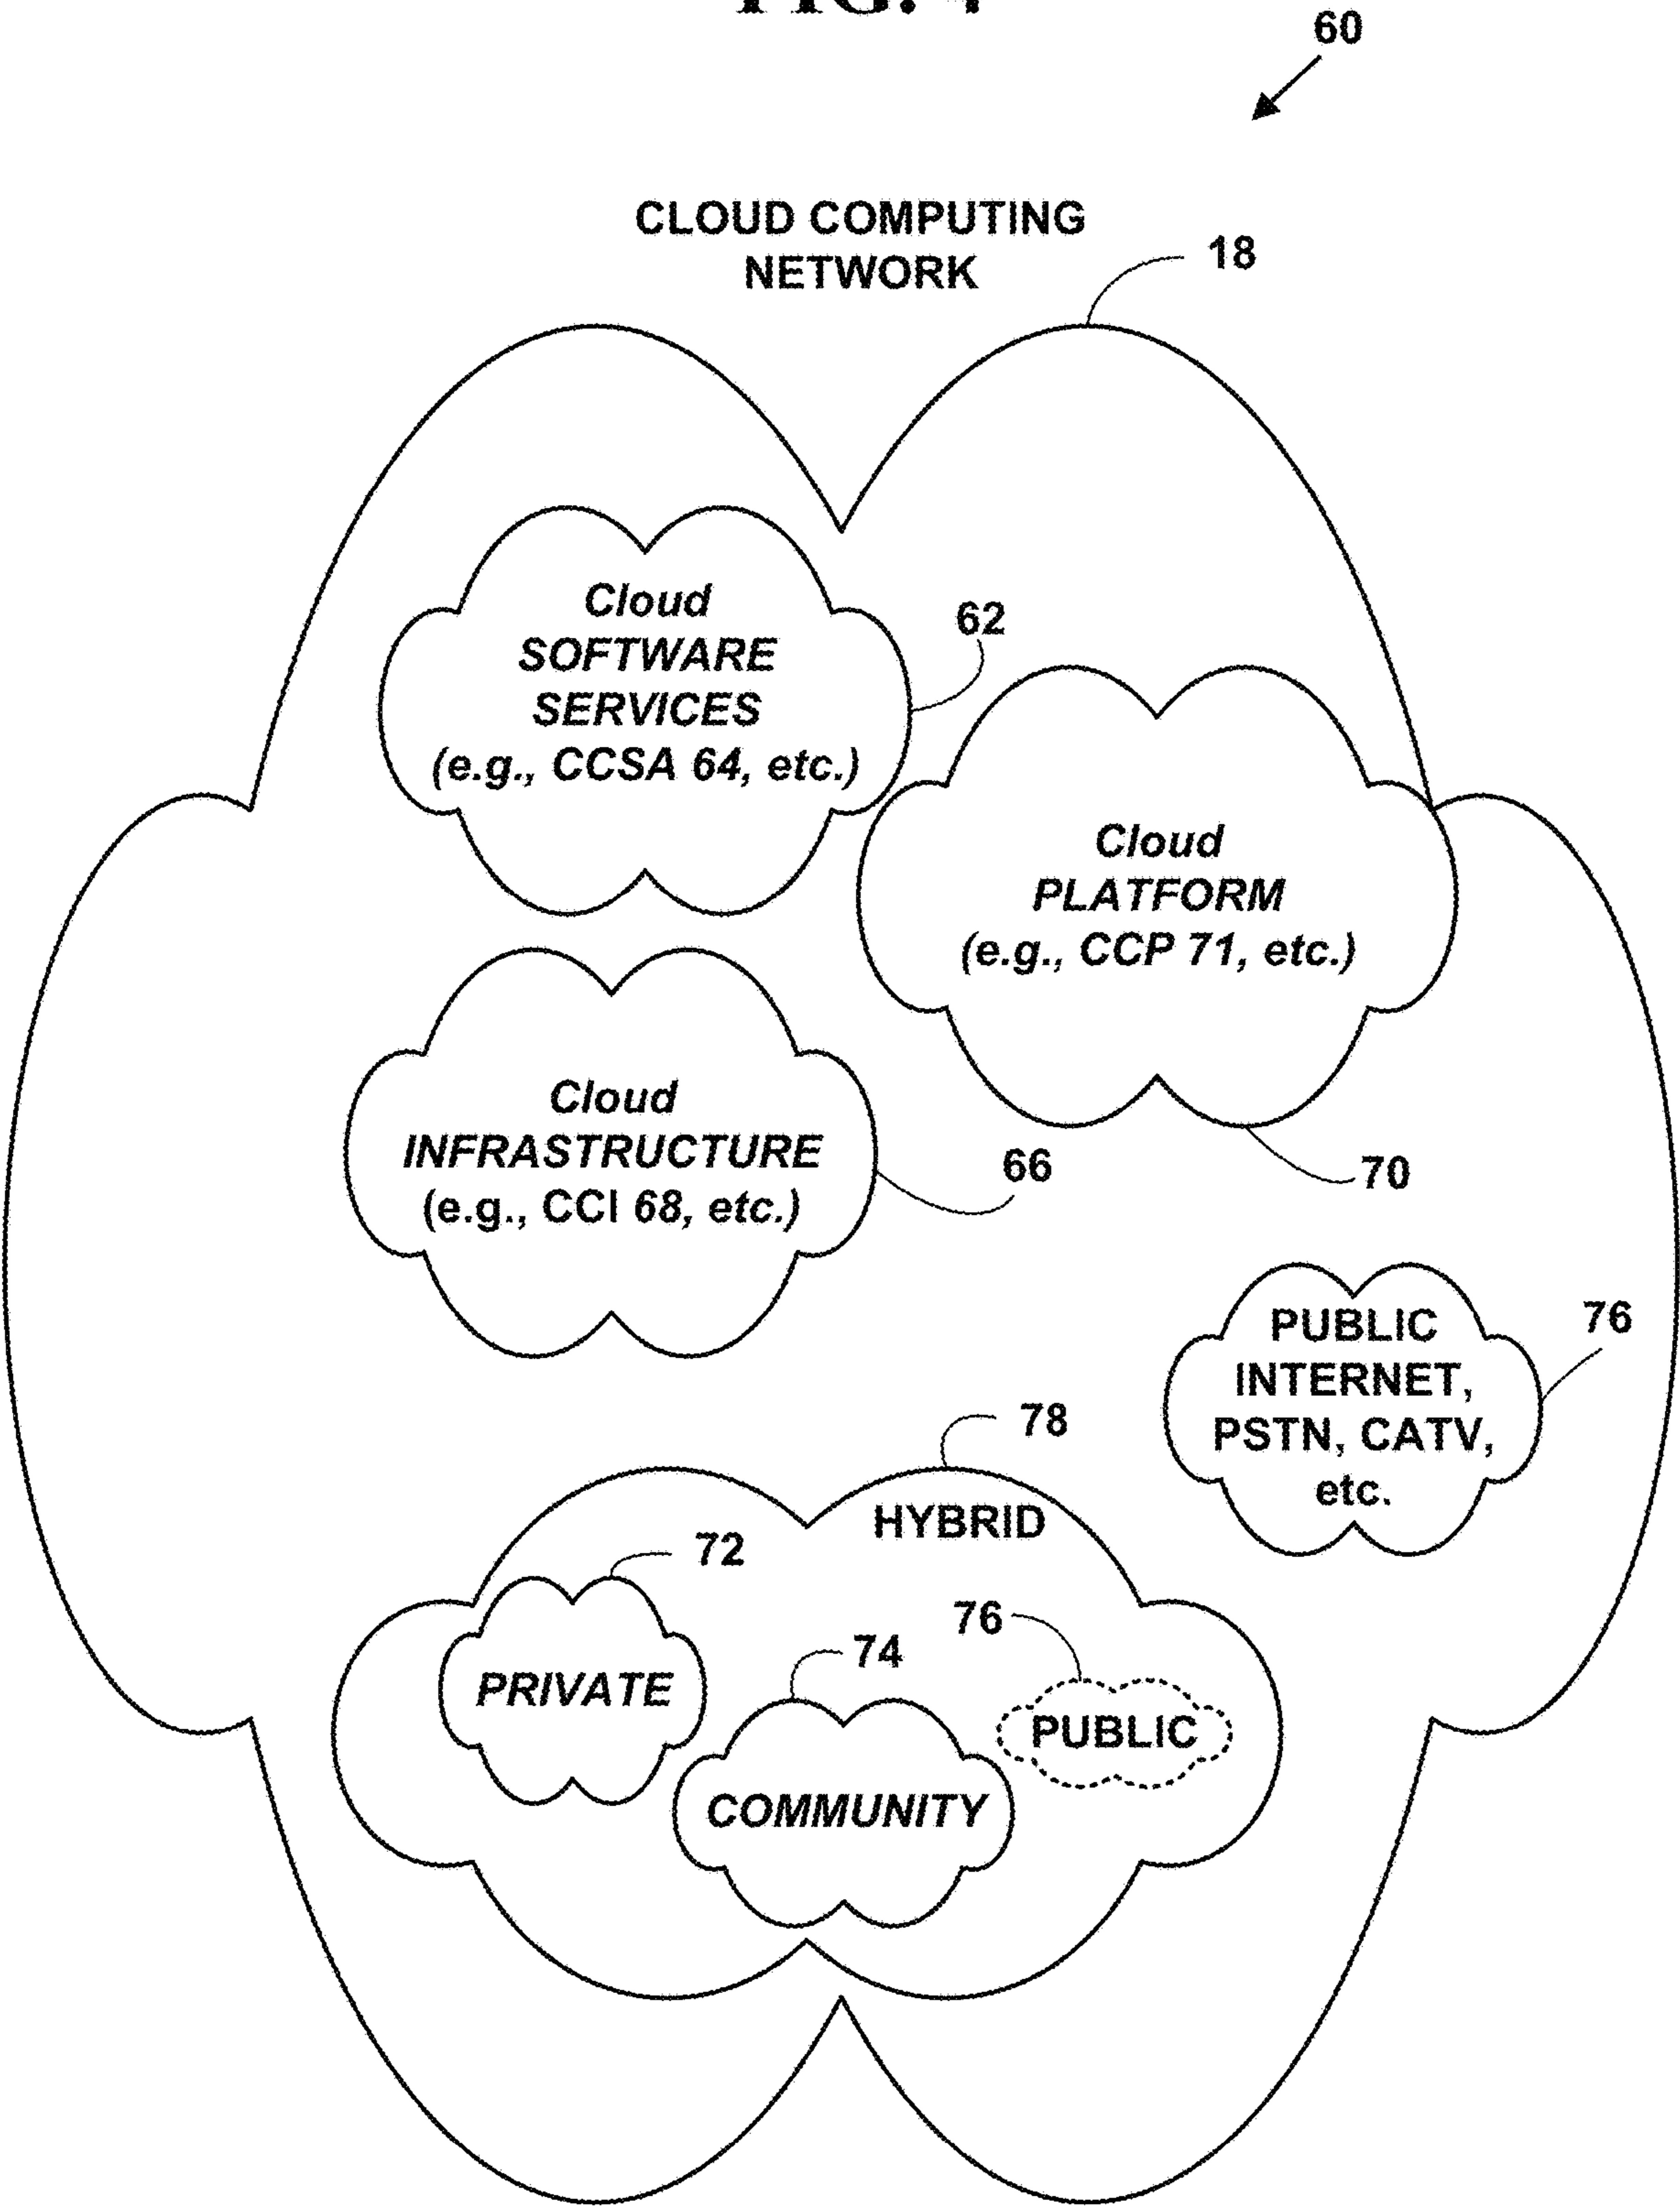 FIG. 4
60
CLOUD COMPUTING
NETWORK
18
Cloud
SOFTWARE
SERVICES
(e.g., CCSA 64, etc.)
62
Cloud
PLATFORM
(e.g., CCP 71, etc.)
70
Cloud
INFRASTRUCTURE
(e.g., CCI 68, etc.)
66
PUBLIC
INTERNET,
PSTN, CATV,
etc.
76
78
HYBRID
72
PRIVATE
74
COMMUNITY
76
PUBLIC